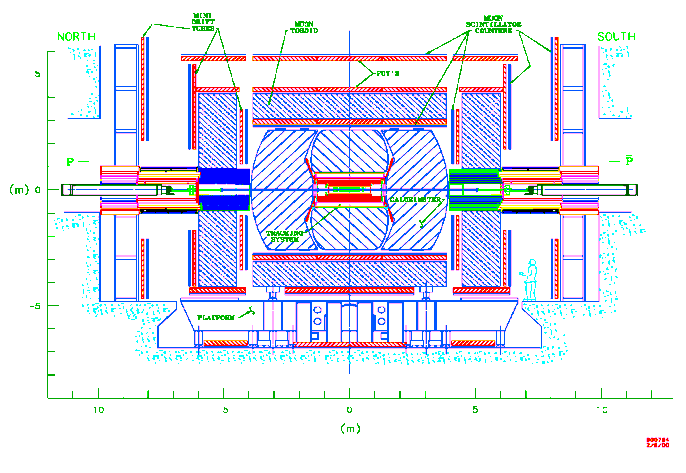 MINI
DRIFT
TUBES
MUON
TOROID
MUON
SCINTILLATOR
COUNTERS
NORTH
SOUTH
PDT'S
5
P
P̅
(m)
0
CALORIMETER
TRACKING
SYSTEM
-5
PLATFORM
10
5
0
5
10
(m)